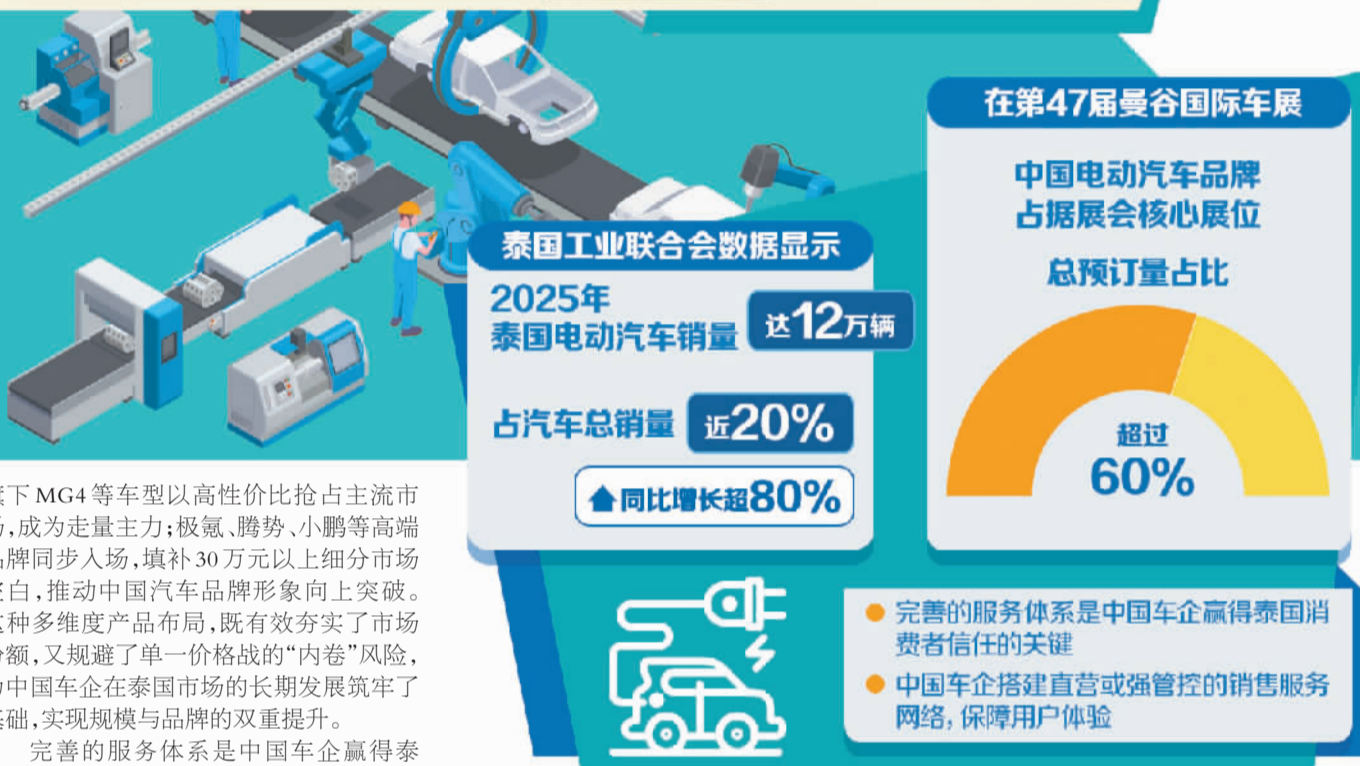 在第47届曼谷国际车展
中国电动汽车品牌
占据展会核心展位
总预订量占比
超过
60%
泰国工业联合会数据显示
2025年
泰国电动汽车销量
达12万辆
占汽车总销量
近20%
同比增长超80%
下MG4等车型以高性价比抢占主流市
,成为走量主力;极氪、腾势、小鹏等高端
品牌同步入场,填补30万元以上细分市场
空白,推动中国汽车品牌形象向上突破。
这种多维度产品布局,既有效夯实了市场
份额,又规避了单一价格战的“内卷”风险,
为中国车企在泰国市场的长期发展筑牢了
基础,实现规模与品牌的双重提升。
完善的服务体系是中国车企赢得泰
完善的服务体系是中国车企赢得泰国消
费者信任的关键
中国车企搭建直营或强管控的销售服务
网络,保障用户体验